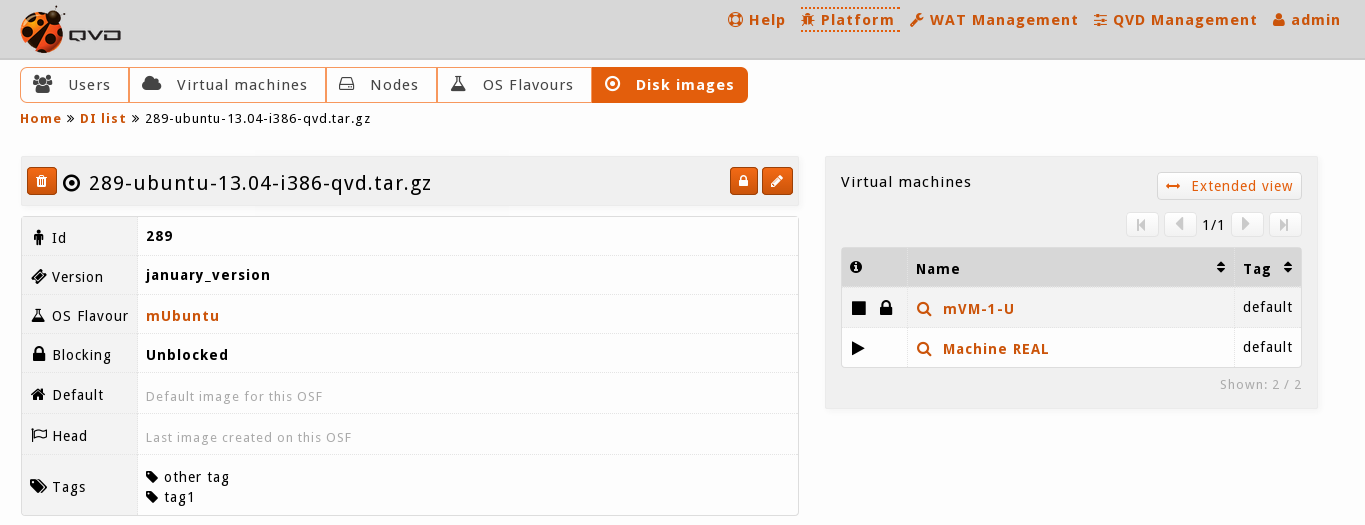 QVD
Help Platform WAT Management QVD Management admin
Users Virtual machines Nodes OS Flavours Disk images
Home » DI list » 289-ubuntu-13.04-i386-qvd.tar.gz
289-ubuntu-13.04-i386-qvd.tar.gz
Id 289
Version january_version
OS Flavour mUbuntu
Blocking Unblocked
Default Default image for this OSF
Head Last image created on this OSF
Tags other tag
tag1
Virtual machines Extended view
1/1
Name Tag
mVM-1-U default
Machine REAL default
Shown: 2 / 2